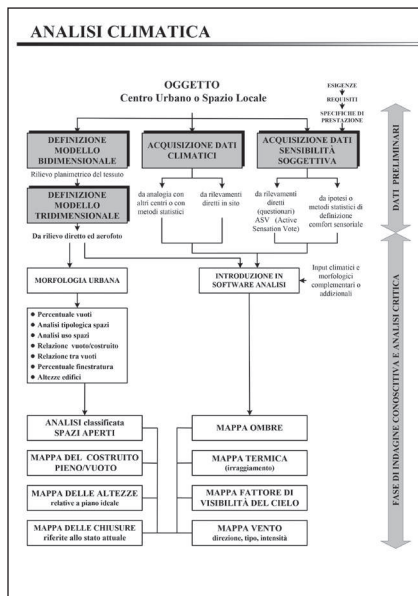 ANALISI CLIMATICA
OGGETTO
Centro Urbano o Spazio Locale
ESIGENZE
REQUISITI
SPECIFICHE DI
PRESTAZIONE
DEFINIZIONE
MODELLO
BIDIMENSIONALE
Rilievo planimetrico del tessuto
DEFINIZIONE
MODELLO
TRIDIMENSIONALE
Da rilievo diretto ed aerofoto
ACQUISIZIONE DATI
CLIMATICI
da analogia con
altri centri o con
metodi statistici
da rilevamenti
diretti in sito
ACQUISIZIONE DATI
SENSIBILITÀ
SOGGETTIVA
da rilevamenti
diretti
(questionari)
ASV (Active
Sensation Vote)
da ipotesi o
metodi statistici di
definizione
comfort sensoriale
DATI PRELIMINARI
MORFOLOGIA URBANA
INTRODUZIONE IN
SOFTWARE ANALISI
Input climatici e
morfologici
complementari o
addizionali
● Percentuale vuoti
● Analisi tipologica spazi
● Analisi uso spazi
● Relazione vuoto/costruito
● Relazione tra vuoti
● Percentuale finestratura
● Altezze edifici
ANALISI classificata
SPAZI APERTI
MAPPA DEL COSTRUITO
PIENO/VUOTO
MAPPA DELLE ALTEZZE
relative a piano ideale
MAPPA DELLE CHIUSURE
riferite allo stato attuale
MAPPA OMBRE
MAPPA TERMICA
(irraggiamento)
MAPPA FATTORE DI
VISIBILITÀ DEL CIELO
MAPPA VENTO
direzione, tipo, intensità
FASE DI INDAGINE CONOSCITIVA E ANALISI CRITICA